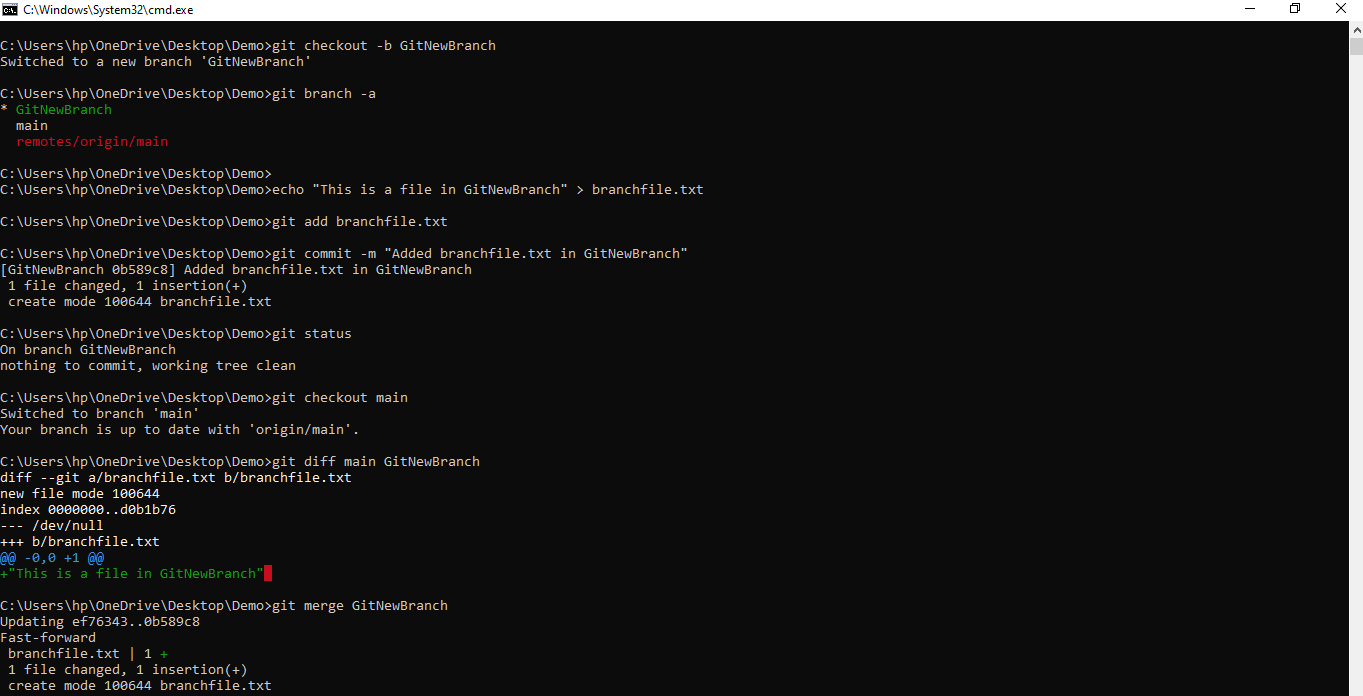 C:\Windows\System32\cmd.exe
C:\Users\hp\OneDrive\Desktop\Demo>git checkout -b GitNewBranch
Switched to a new branch 'GitNewBranch'
C:\Users\hp\OneDrive\Desktop\Demo>git branch -a
* GitNewBranch
  main
  remotes/origin/main
C:\Users\hp\OneDrive\Desktop\Demo>
C:\Users\hp\OneDrive\Desktop\Demo>echo "This is a file in GitNewBranch" > branchfile.txt
C:\Users\hp\OneDrive\Desktop\Demo>git add branchfile.txt
C:\Users\hp\OneDrive\Desktop\Demo>git commit -m "Added branchfile.txt in GitNewBranch"
[GitNewBranch 0b589c8] Added branchfile.txt in GitNewBranch
 1 file changed, 1 insertion(+)
 create mode 100644 branchfile.txt
C:\Users\hp\OneDrive\Desktop\Demo>git status
On branch GitNewBranch
nothing to commit, working tree clean
C:\Users\hp\OneDrive\Desktop\Demo>git checkout main
Switched to branch 'main'
Your branch is up to date with 'origin/main'.
C:\Users\hp\OneDrive\Desktop\Demo>git diff main GitNewBranch
diff --git a/branchfile.txt b/branchfile.txt
new file mode 100644
index 0000000..d0b1b76
--- /dev/null
+++ b/branchfile.txt
@@ -0,0 +1 @@
+"This is a file in GitNewBranch"
C:\Users\hp\OneDrive\Desktop\Demo>git merge GitNewBranch
Updating ef76343..0b589c8
Fast-forward
 branchfile.txt | 1 +
 1 file changed, 1 insertion(+)
 create mode 100644 branchfile.txt